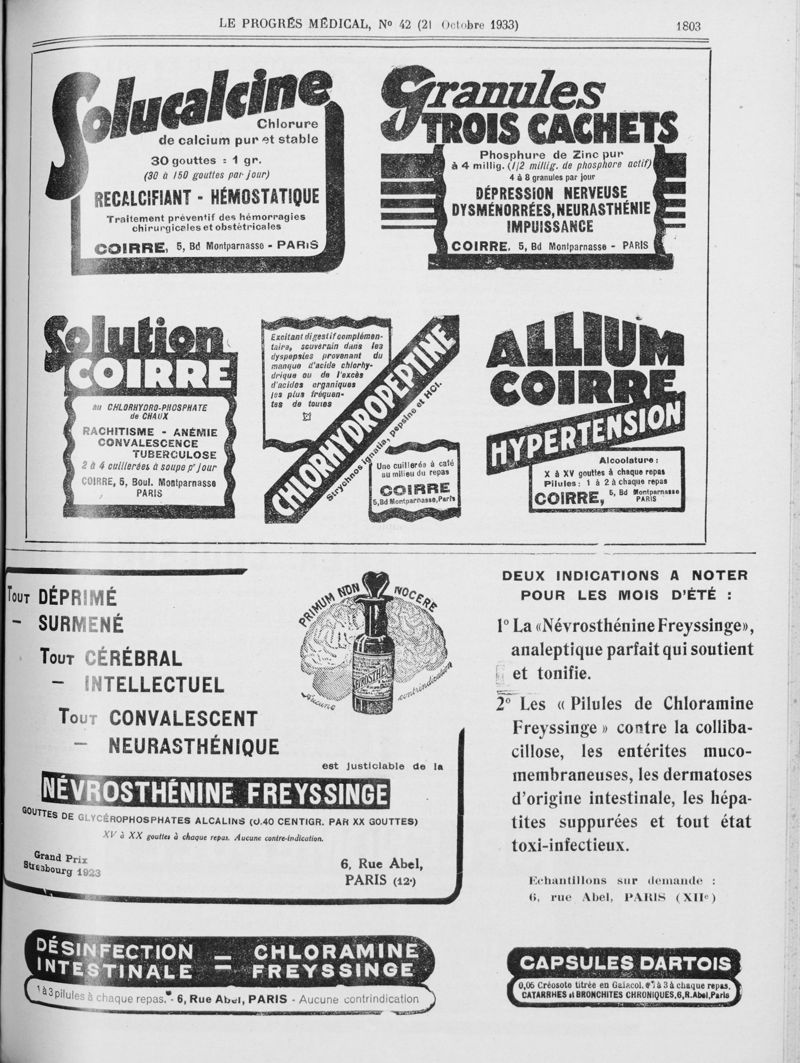 LE PROGRÈS MÉDICAL, No 42 (21 Octobre 1933)
1803
Solucalcine
Chlorure
de calcium pur et stable
30 gouttes : 1 gr.
(30 à 150 gouttes par jour)
RECALCIFIANT - HÉMOSTATIQUE
Traitement préventif des hémorragies
chirurgicales et obstétricales
COIRRE, 5, Bd Montparnasse - PARIS
Granules
TROIS CACHETS
Phosphure de Zinc pur
à 4 millig. (1/2 millig. de phosphore actif)
4 à 8 granules par jour
DÉPRESSION NERVEUSE
DYSMÉNORRÉES, NEURASTHÉNIE
IMPUISSANCE
COIRRE, 5, Bd Montparnasse - PARIS
Solution
COIRRE
au CHLORHYDRO-PHOSPHATE
de CHAUX
RACHITISME - ANÉMIE
CONVALESCENCE
TUBERCULOSE
2 à 4 cuillerées à soupe pr jour
COIRRE, 5, Boul. Montparnasse
PARIS
Excitant digestif complémen-
taire, souverain dans les
dyspepsies provenant du
manque d'acide chlorhy-
drique ou de l'excès
d'acides organiques
les plus fréquen-
tes de toutes
CHLORHYDROPEPTINE
Strychnos ignatia, pepsine et HCl.
Une cuillerée à café
au milieu du repas
COIRRE
5, Bd Montparnasse, Paris
ALLIUM
COIRRE
HYPERTENSION
Alcoolature :
X à XV gouttes à chaque repas
Pilules : 1 à 2 à chaque repas
COIRRE, 5, Bd Montparnasse
PARIS
Tout DÉPRIMÉ
- SURMENÉ
Tout CÉRÉBRAL
- INTELLECTUEL
Tout CONVALESCENT
- NEURASTHÉNIQUE
PRIMUM NON NOCERE
NEVROSTHÉNINE
Aucune contrindication
est justiciable de la
NÉVROSTHÉNINE FREYSSINGE
GOUTTES DE GLYCÉROPHOSPHATES ALCALINS (0.40 CENTIGR. PAR XX GOUTTES)
XV à XX gouttes à chaque repas. Aucune contre-indication.
Grand Prix
Strasbourg 1923
6, Rue Abel,
PARIS (12e)
DEUX INDICATIONS A NOTER
POUR LES MOIS D'ÉTÉ :
1o La «Névrosthénine Freyssinge»,
analeptique parfait qui soutient
et tonifie.
2o Les « Pilules de Chloramine
Freyssinge » contre la colliba-
cillose, les entérites muco-
membraneuses, les dermatoses
d'origine intestinale, les hépa-
tites suppurées et tout état
toxi-infectieux.
Echantillons sur demande :
6, rue Abel, PARIS (XIIe)
DÉSINFECTION = CHLORAMINE
INTESTINALE = FREYSSINGE
1 à 3 pilules à chaque repas. - 6, Rue Abel, PARIS - Aucune contrindication
CAPSULES DARTOIS
0,05 Créosote titrée en Gaïacol. 2 à 3 à chaque repas.
CATARRHES et BRONCHITES CHRONIQUES, 6, R. Abel, Paris